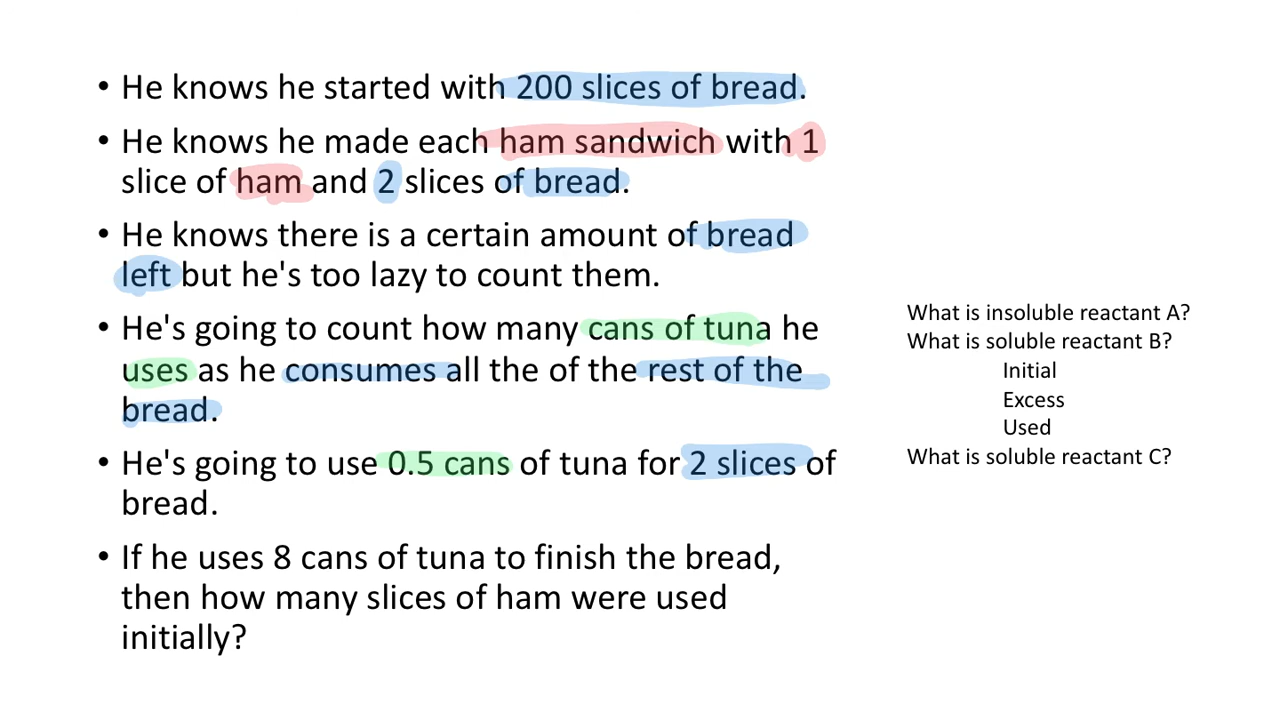 • He knows he started with 200 slices of bread.
• He knows he made each ham sandwich with 1
slice of ham and 2 slices of bread.
• He knows there is a certain amount of bread
left but he's too lazy to count them.
• He's going to count how many cans of tuna he
uses as he consumes all the of the rest of the
bread.
• He's going to use 0.5 cans of tuna for 2 slices of
bread.
• If he uses 8 cans of tuna to finish the bread,
then how many slices of ham were used
initially?
What is insoluble reactant A?
What is soluble reactant B?
Initial
Excess
Used
What is soluble reactant C?